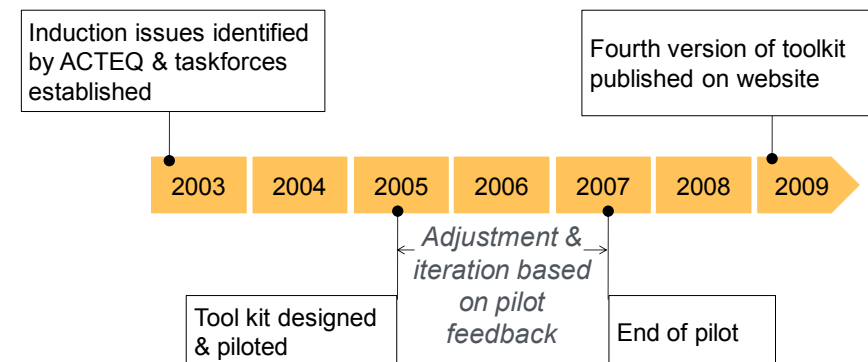 Induction issues identified
by ACTEQ & taskforces
established
Fourth version of toolkit
published on website
2003
2004
2005
2006
2007
2008
2009
Adjustment &
iteration based
on pilot
feedback
Tool kit designed
& piloted
End of pilot